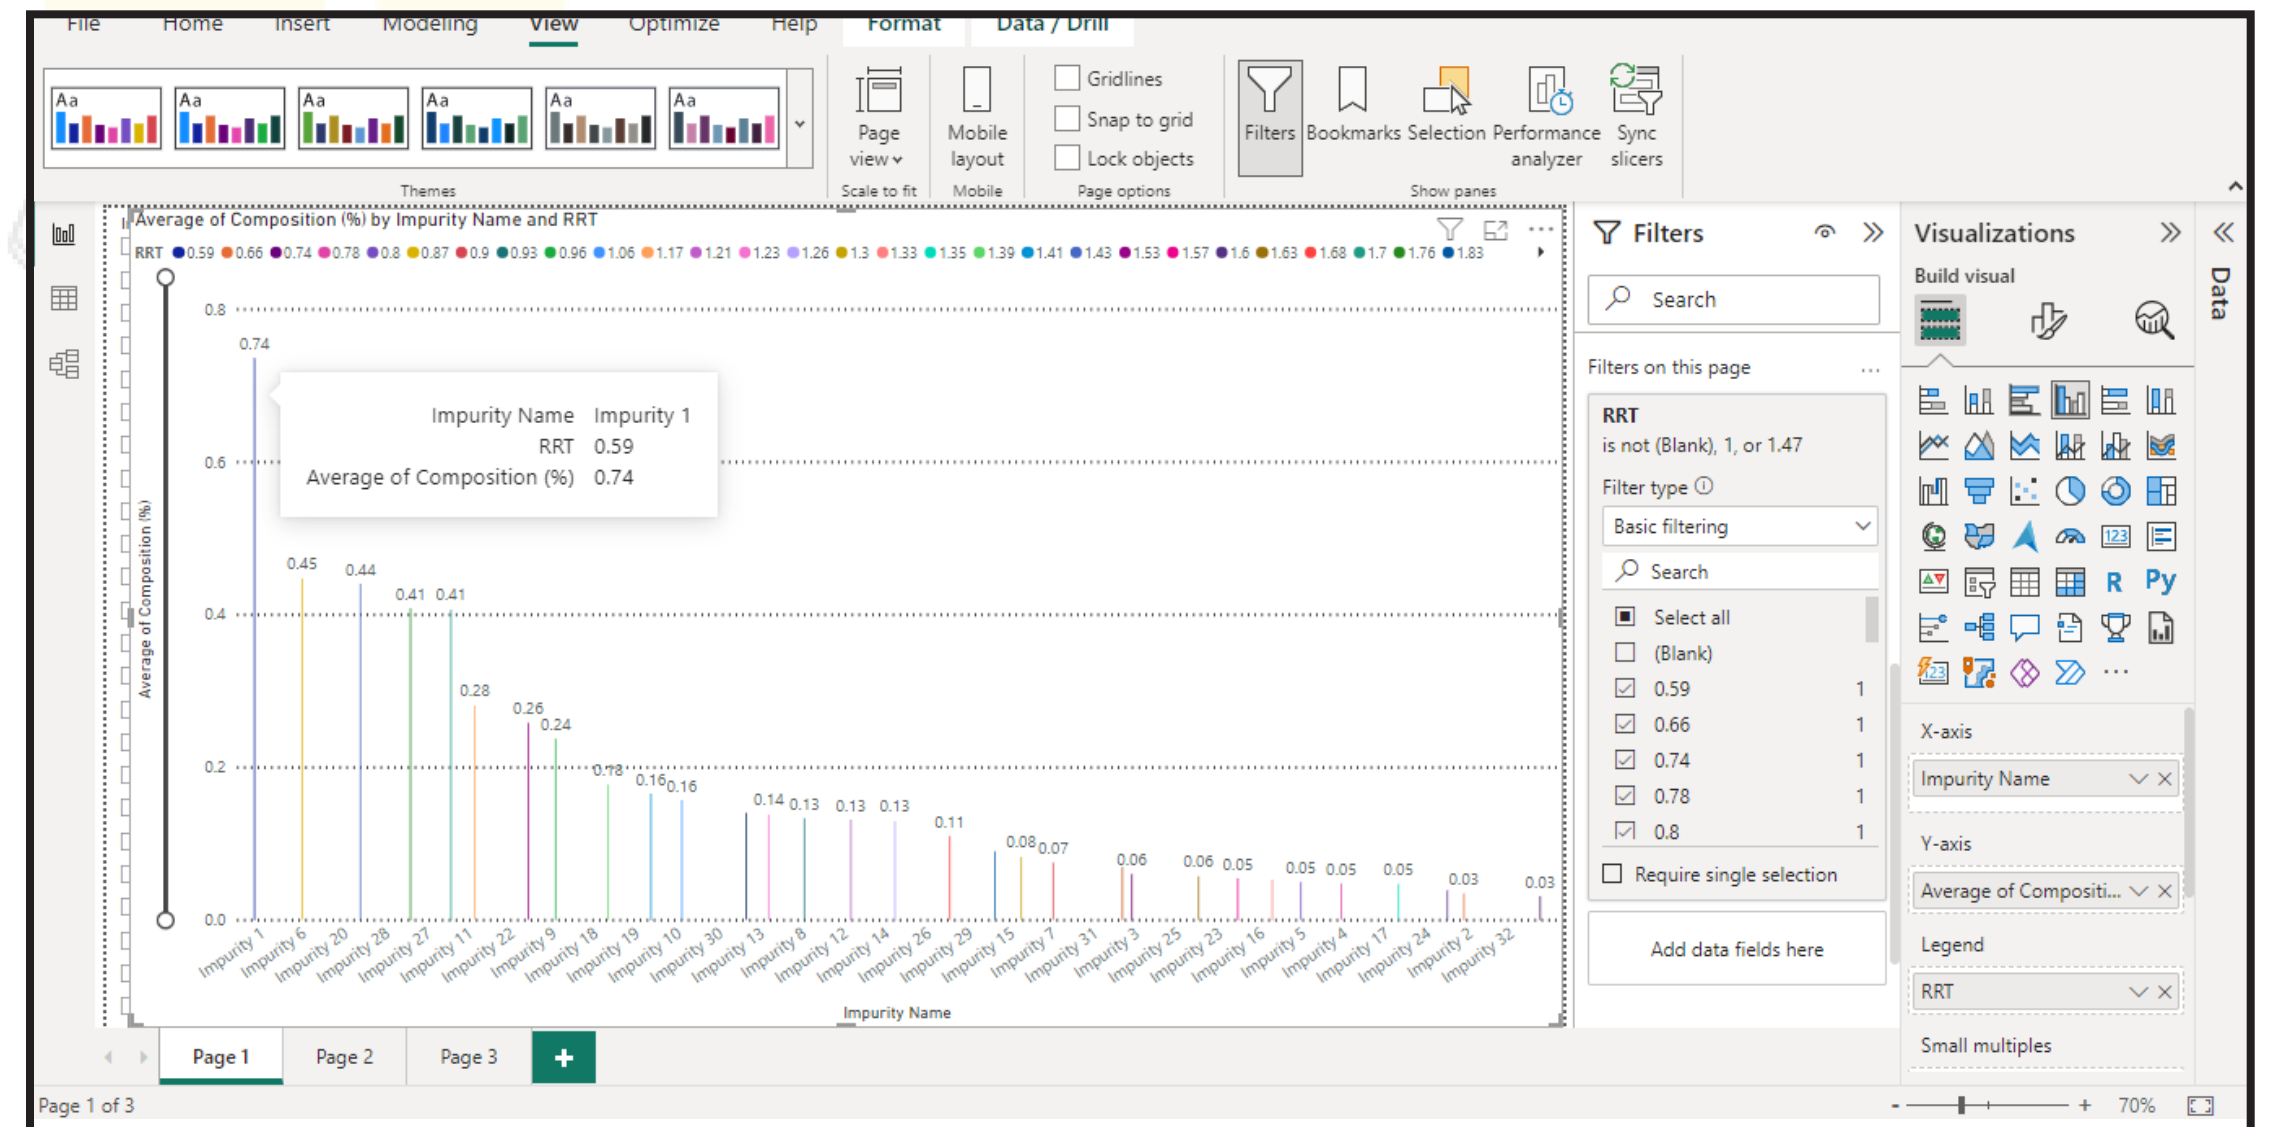 File Home Insert Modeling View Optimize Help Format Data / Drill
Aa Aa Aa Aa Aa Aa
Page view
Mobile layout
Gridlines
Snap to grid
Lock objects
Filters
Bookmarks
Selection
Performance analyzer
Sync slicers
Themes
Scale to fit
Mobile
Page options
Show panes
Average of Composition (%) by Impurity Name and RRT
RRT 0.59 0.66 0.74 0.78 0.8 0.87 0.9 0.93 0.96 1.06 1.17 1.21 1.23 1.26 1.3 1.33 1.35 1.39 1.41 1.43 1.53 1.57 1.6 1.63 1.68 1.7 1.76 1.83
Average of Composition (%)
0.8
0.6
0.4
0.2
0.0
0.74
0.45
0.44
0.41 0.41
0.28
0.26
0.24
0.18
0.16
0.16
0.14
0.13
0.13
0.13
0.11
0.08
0.07
0.06
0.06
0.05
0.05
0.05
0.05
0.03
0.03
Impurity Name Impurity 1
RRT 0.59
Average of Composition (%) 0.74
Impurity 1
Impurity 6
Impurity 20
Impurity 28
Impurity 27
Impurity 11
Impurity 22
Impurity 9
Impurity 18
Impurity 19
Impurity 10
Impurity 30
Impurity 13
Impurity 8
Impurity 12
Impurity 14
Impurity 26
Impurity 29
Impurity 15
Impurity 7
Impurity 31
Impurity 3
Impurity 25
Impurity 23
Impurity 16
Impurity 5
Impurity 4
Impurity 17
Impurity 24
Impurity 2
Impurity 32
Impurity Name
Filters
Search
Filters on this page ...
RRT
is not (Blank), 1, or 1.47
Filter type
Basic filtering
Search
Select all
(Blank)
0.59 1
0.66 1
0.74 1
0.78 1
0.8 1
Require single selection
Add data fields here
Visualizations
Build visual
123
R
Py
123
...
X-axis
Impurity Name
Y-axis
Average of Compositi...
Legend
RRT
Small multiples
Data
Page 1
Page 2
Page 3
+
Page 1 of 3
- + 70%